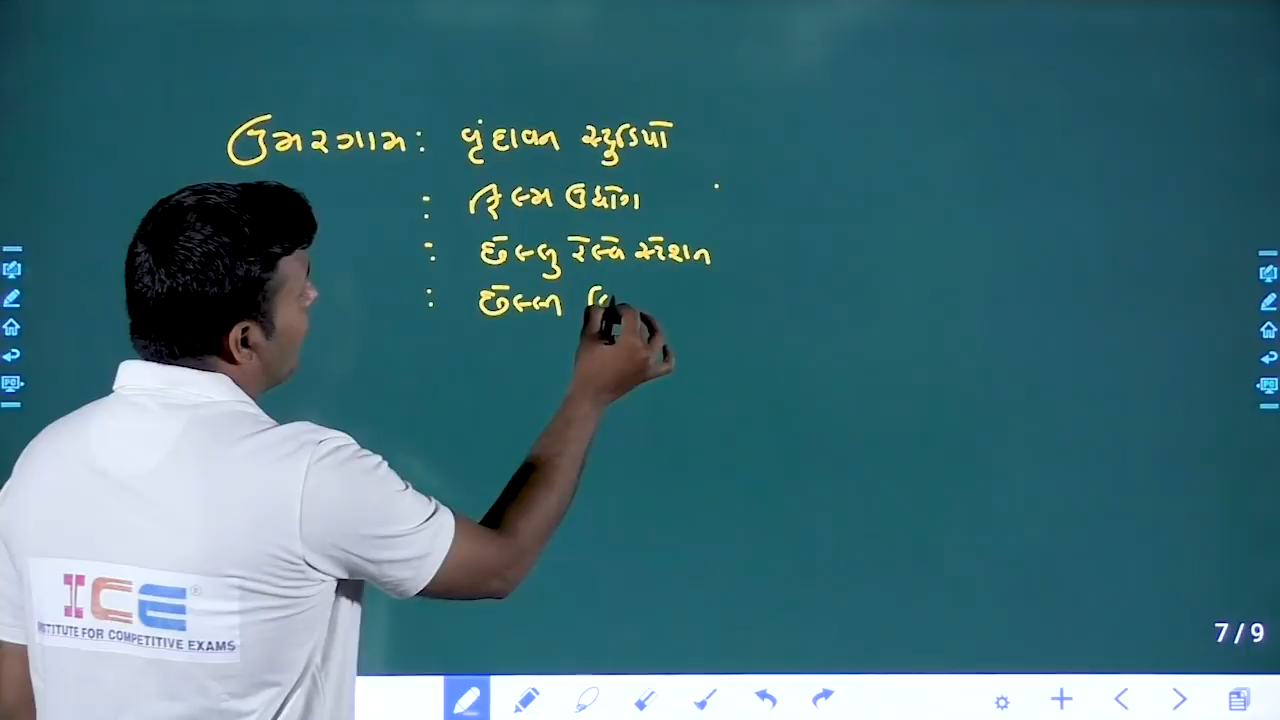 ઉમરગામ : વૃંદાવન સ્ટુડિયો
: ફિલ્મ ઉદ્યોગ
: છેલ્લુ રેલ્વે સ્ટેશન
: છેલ્લા
ICE®
INSTITUTE FOR COMPETITIVE EXAMS
7 / 9